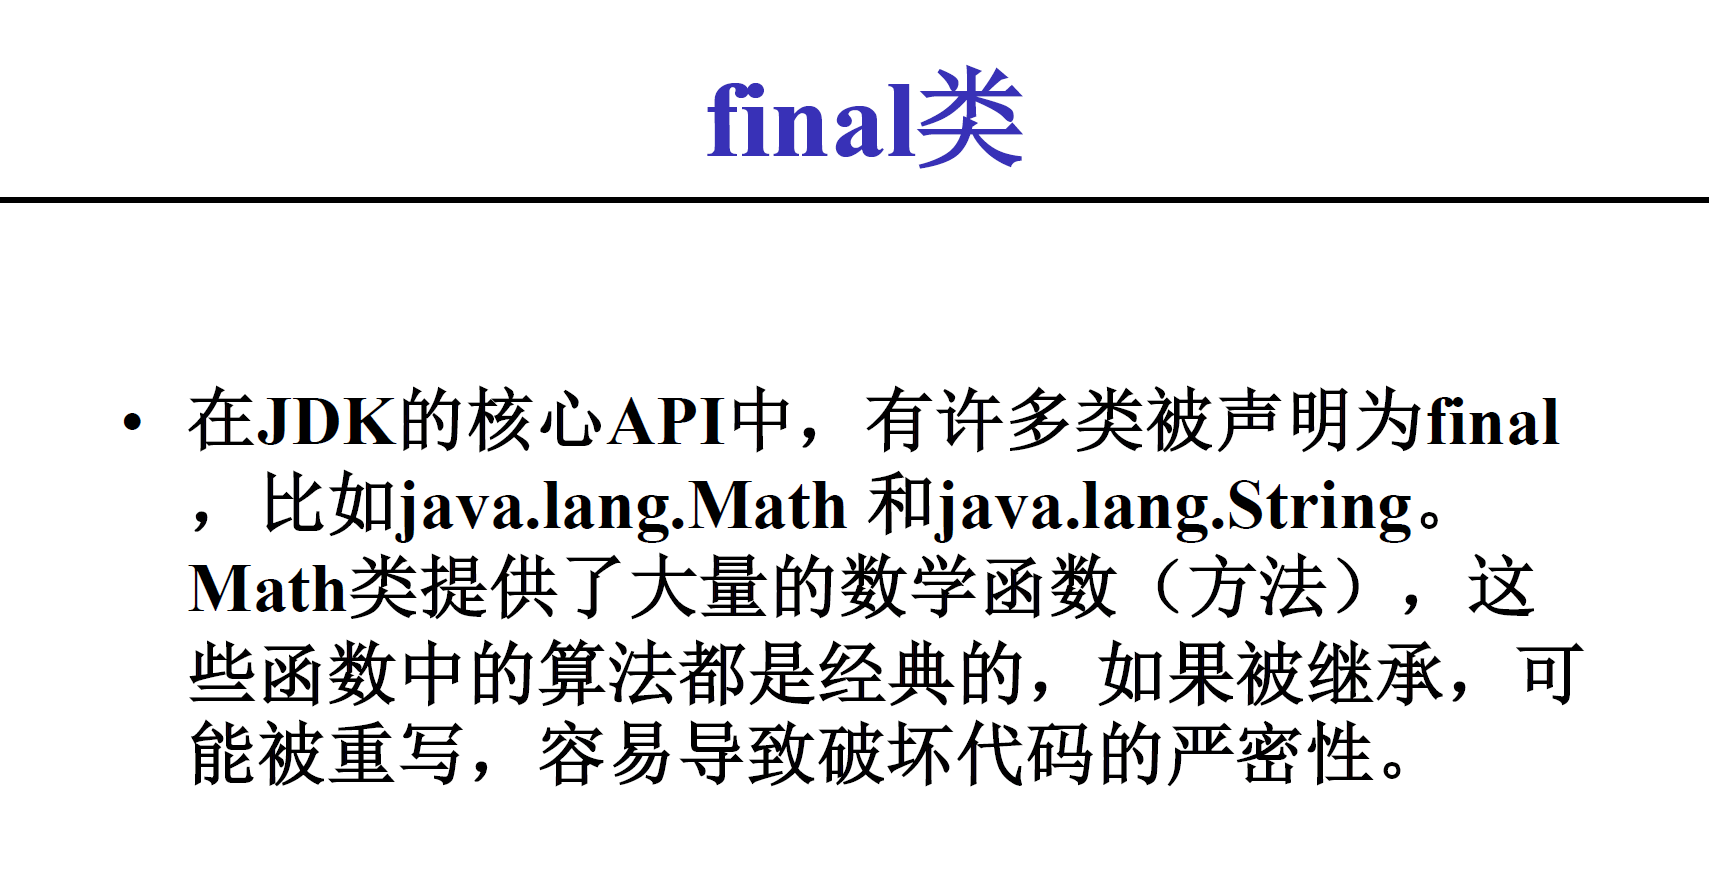 final类
• 在JDK的核心API中，有许多类被声明为final
，比如java.lang.Math 和java.lang.String。
Math类提供了大量的数学函数（方法），这
些函数中的算法都是经典的，如果被继承，可
能被重写，容易导致破坏代码的严密性。